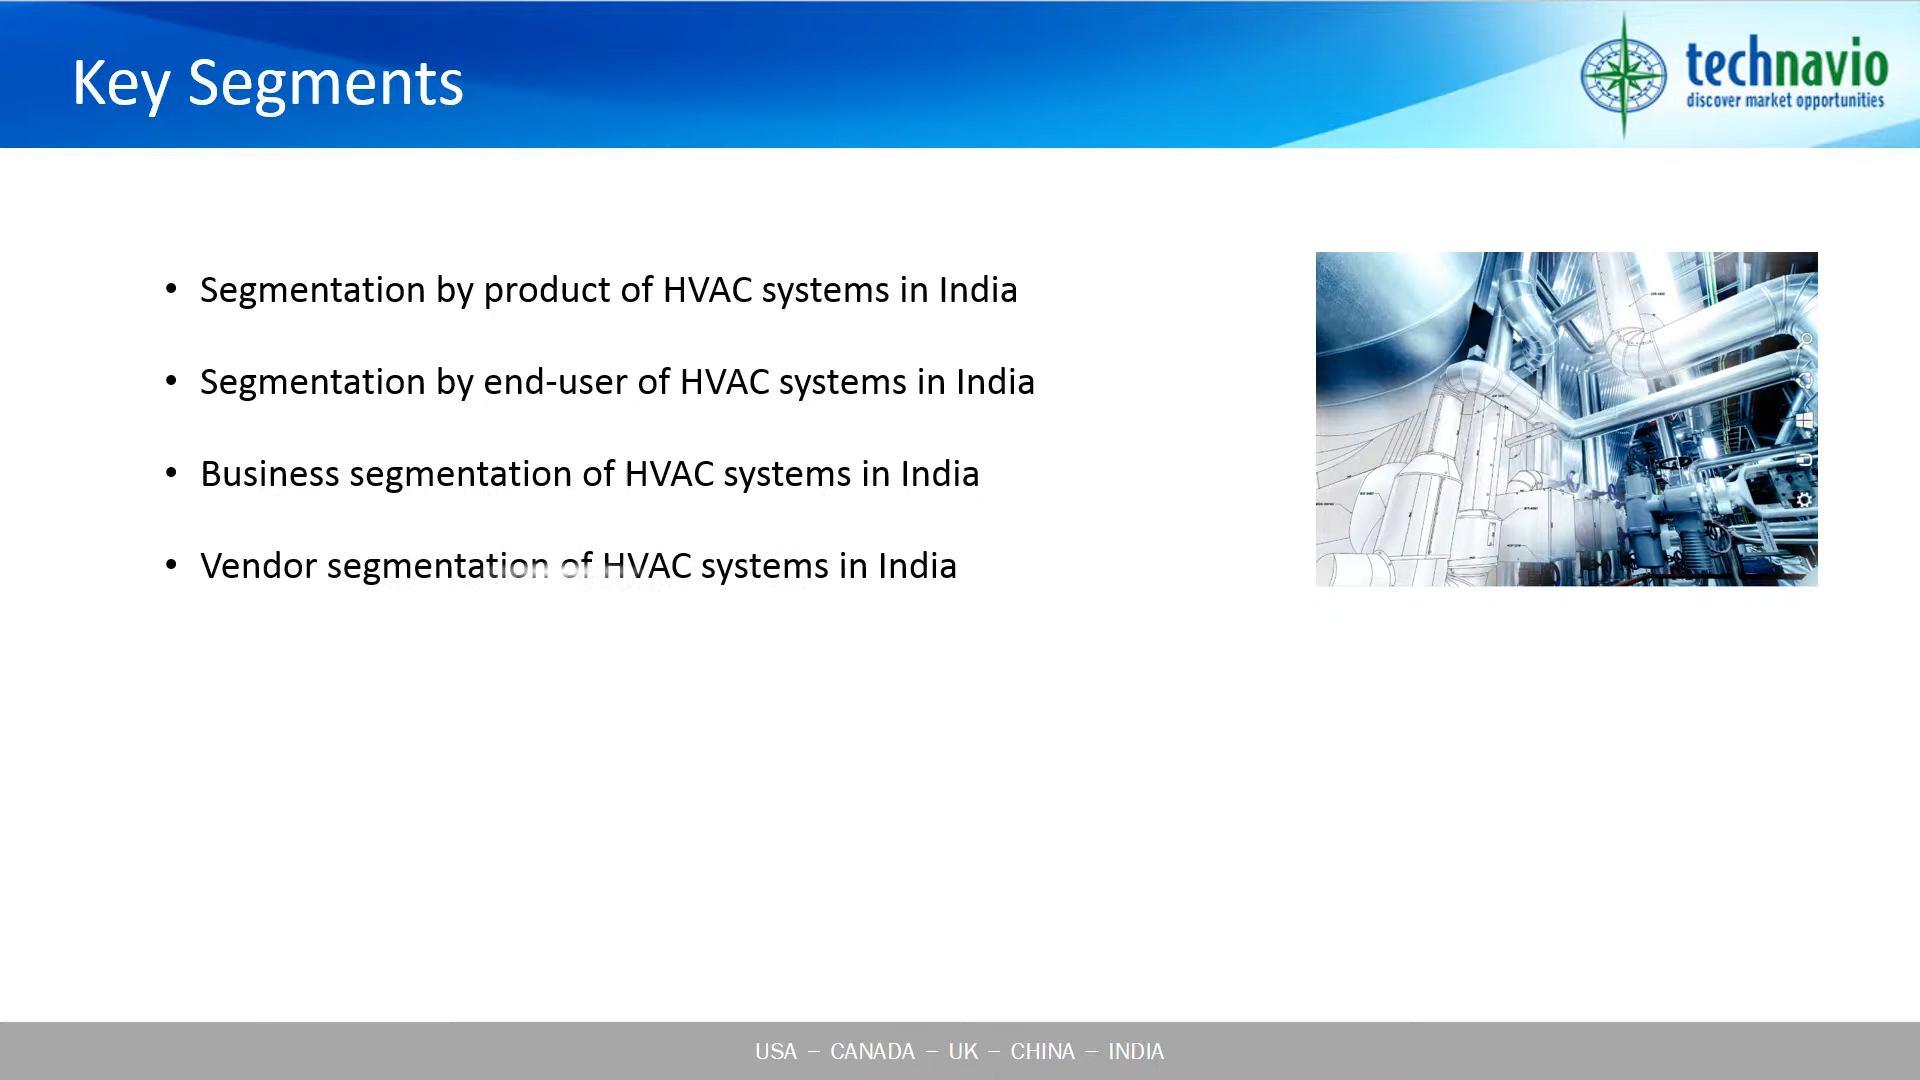 Key Segments
technavio
discover market opportunities
• Segmentation by product of HVAC systems in India
• Segmentation by end-user of HVAC systems in India
• Business segmentation of HVAC systems in India
• Vendor segmentation of HVAC systems in India
USA – CANADA – UK – CHINA – INDIA